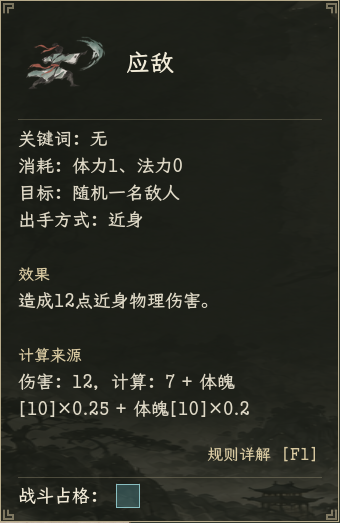 应敌
关键词：无
消耗：体力1、法力0
目标：随机一名敌人
出手方式：近身
效果
造成12点近身物理伤害。
计算来源
伤害：12，计算：7 + 体魄
[10]×0.25 + 体魄[10]×0.2
规则详解 [F1]
战斗占格：